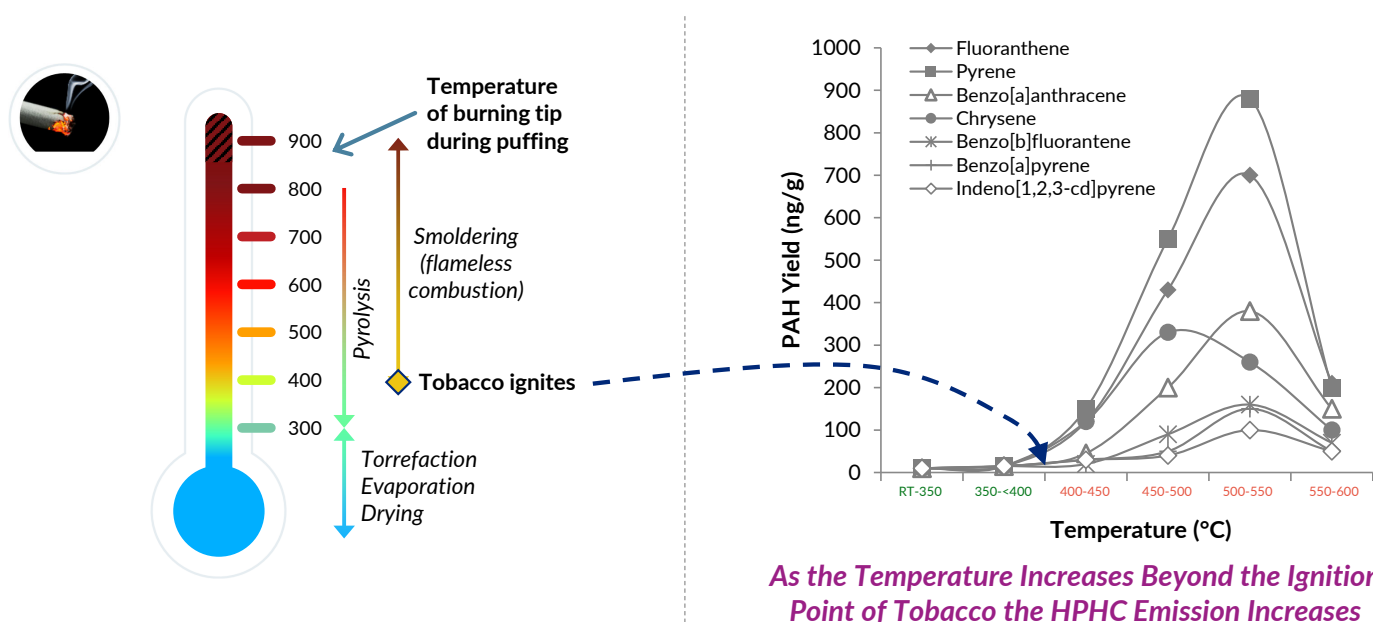 Temperature
of burning tip
during puffing
900
800
700
600
500
400
300
Smoldering
(flameless
combustion)
Pyrolysis
Tobacco ignites
Torrefaction
Evaporation
Drying
PAH Yield (ng/g)
1000
900
800
700
600
500
400
300
200
100
0
Fluoranthene
Pyrene
Benzo[a]anthracene
Chrysene
Benzo[b]fluorantene
Benzo[a]pyrene
Indeno[1,2,3-cd]pyrene
RT-350 350-<400 400-450 450-500 500-550 550-600
Temperature (°C)
As the Temperature Increases Beyond the Ignition
Point of Tobacco the HPHC Emission Increases